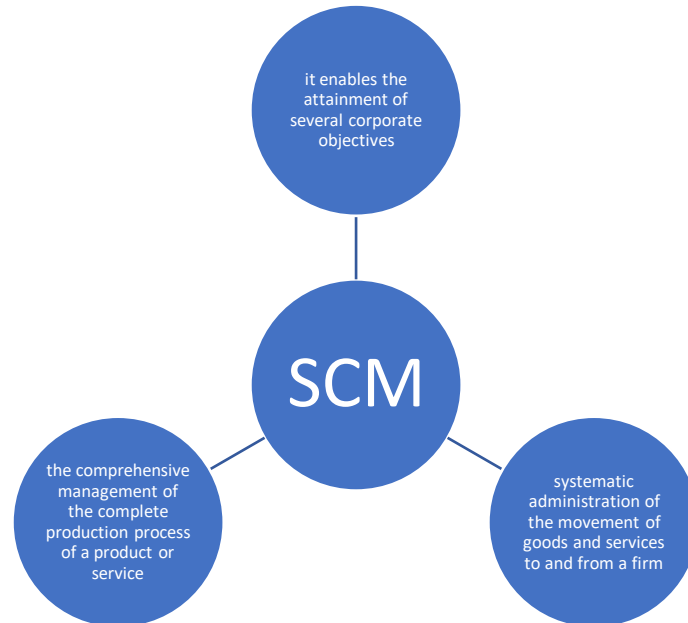 it enables the
attainment of
several corporate
objectives
SCM
the comprehensive
management of
the complete
production process
of a product or
service
systematic
administration of
the movement of
goods and services
to and from a firm